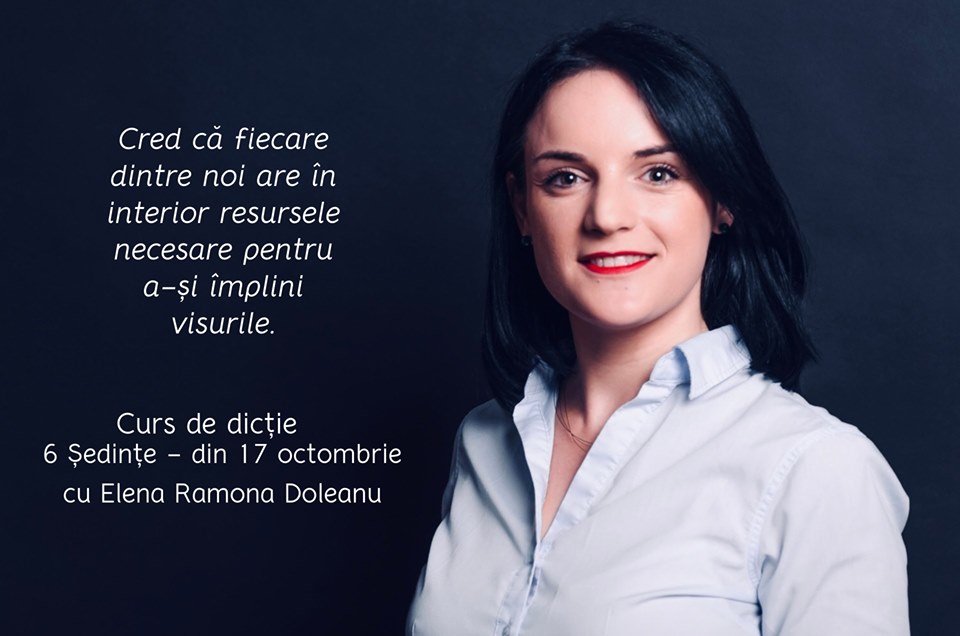 Cred că fiecare
dintre noi are în
interior resursele
necesare pentru
a-și împlini
visurile.
Curs de dicție
6 Ședințe - din 17 octombrie
cu Elena Ramona Doleanu